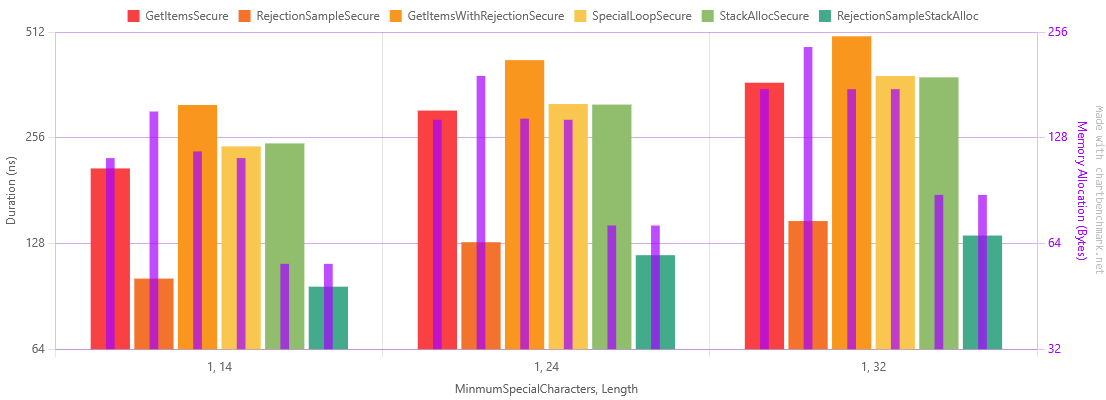 GetItemsSecure RejectionSampleSecure GetItemsWithRejectionSecure SpecialLoopSecure StackAllocSecure RejectionSampleStackAlloc
512
256
128
64
Duration (ns)
256
128
64
32
Memory Allocation (Bytes)
1, 14
1, 24
1, 32
MinmumSpecialCharacters, Length
Made with chartbenchmark.net